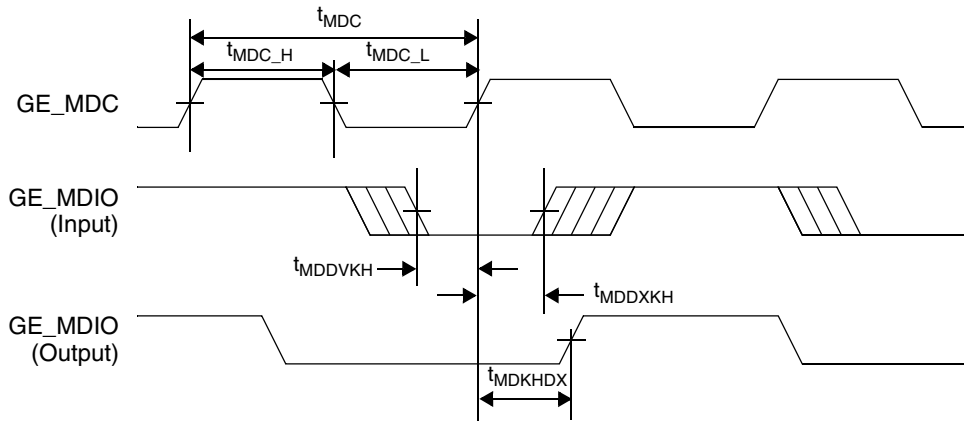 tMDC
tMDC_H
tMDC_L
GE_MDC
GE_MDIO
(Input)
tMDDVKH
tMDDXKH
GE_MDIO
(Output)
tMDKHDX